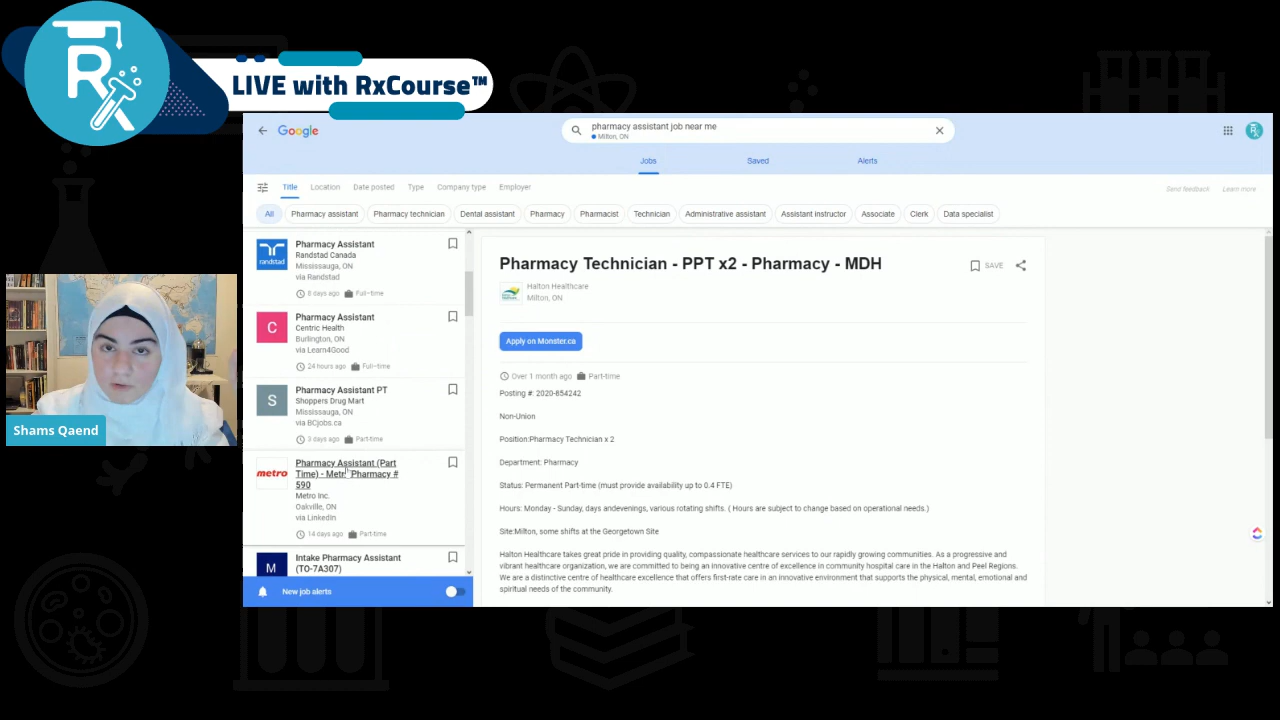 LIVE with RxCourse™
Google
pharmacy assistant job near me
Milton, ON
Jobs
Saved
Alerts
Title
Location
Date posted
Type
Company type
Employer
Send feedback
Learn more
All
Pharmacy assistant
Pharmacy technician
Dental assistant
Pharmacy
Pharmacist
Technician
Administrative assistant
Assistant instructor
Associate
Clerk
Data specialist
randstad
Pharmacy Assistant
Randstad Canada
Mississauga, ON
via Randstad
8 days ago
Full-time
C
Pharmacy Assistant
Centric Health
Burlington, ON
via Learn4Good
24 hours ago
Full-time
S
Pharmacy Assistant PT
Shoppers Drug Mart
Mississauga, ON
via BCjobs.ca
3 days ago
Part-time
metro
Pharmacy Assistant (Part
Time) - Metro Pharmacy #
590
Metro Inc.
Oakville, ON
via LinkedIn
14 days ago
Part-time
M
Intake Pharmacy Assistant
(TO-7A307)
New job alerts
Pharmacy Technician - PPT x2 - Pharmacy - MDH
SAVE
Halton Healthcare
Milton, ON
Apply on Monster.ca
Over 1 month ago
Part-time
Posting #: 2020-854242
Non-Union
Position:Pharmacy Technician x 2
Department: Pharmacy
Status: Permanent Part-time (must provide availability up to 0.4 FTE)
Hours: Monday - Sunday, days andevenings, various rotating shifts. ( Hours are subject to change based on operational needs.)
Site:Milton, some shifts at the Georgetown Site
Halton Healthcare takes great pride in providing quality, compassionate healthcare services to our rapidly growing communities. As a progressive and
vibrant healthcare organization, we are committed to being an innovative centre of excellence in community hospital care in the Halton and Peel Regions.
We are a distinctive centre of healthcare excellence that offers first-rate care in an innovative environment that supports the physical, mental, emotional and
spiritual needs of the community.
Shams Qaend